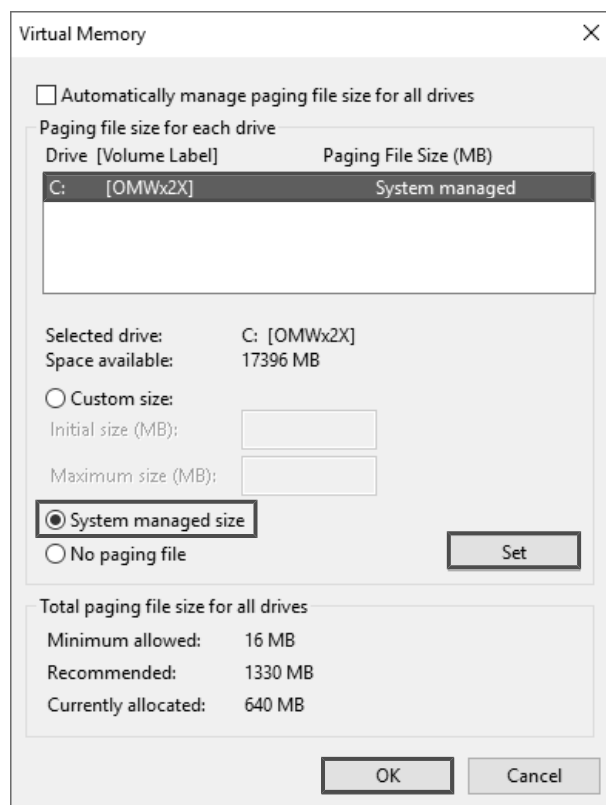 Virtual Memory
Automatically manage paging file size for all drives
Paging file size for each drive
Drive [Volume Label] Paging File Size (MB)
C: [OMWx2X] System managed
Selected drive: C: [OMWx2X]
Space available: 17396 MB
Custom size:
Initial size (MB):
Maximum size (MB):
System managed size
No paging file Set
Total paging file size for all drives
Minimum allowed: 16 MB
Recommended: 1330 MB
Currently allocated: 640 MB
OK Cancel